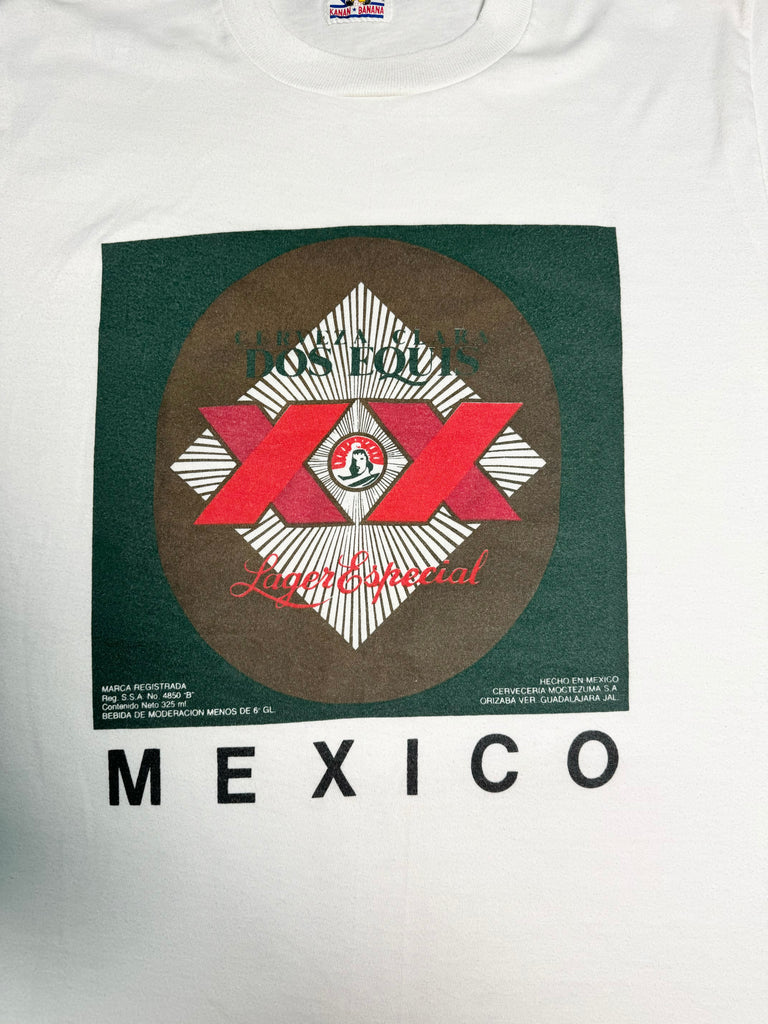 KANAN ★ BANANA
CERVEZA CLARA
DOS EQUIS
XX
Lager Especial
MARCA REGISTRADA
Reg. S.S.A. No. 4850 "B"
Contenido Neto 325 ml.
BEBIDA DE MODERACION MENOS DE 6° GL.
HECHO EN MEXICO
CERVECERIA MOCTEZUMA S.A
ORIZABA VER. GUADALAJARA JAL.
MEXICO